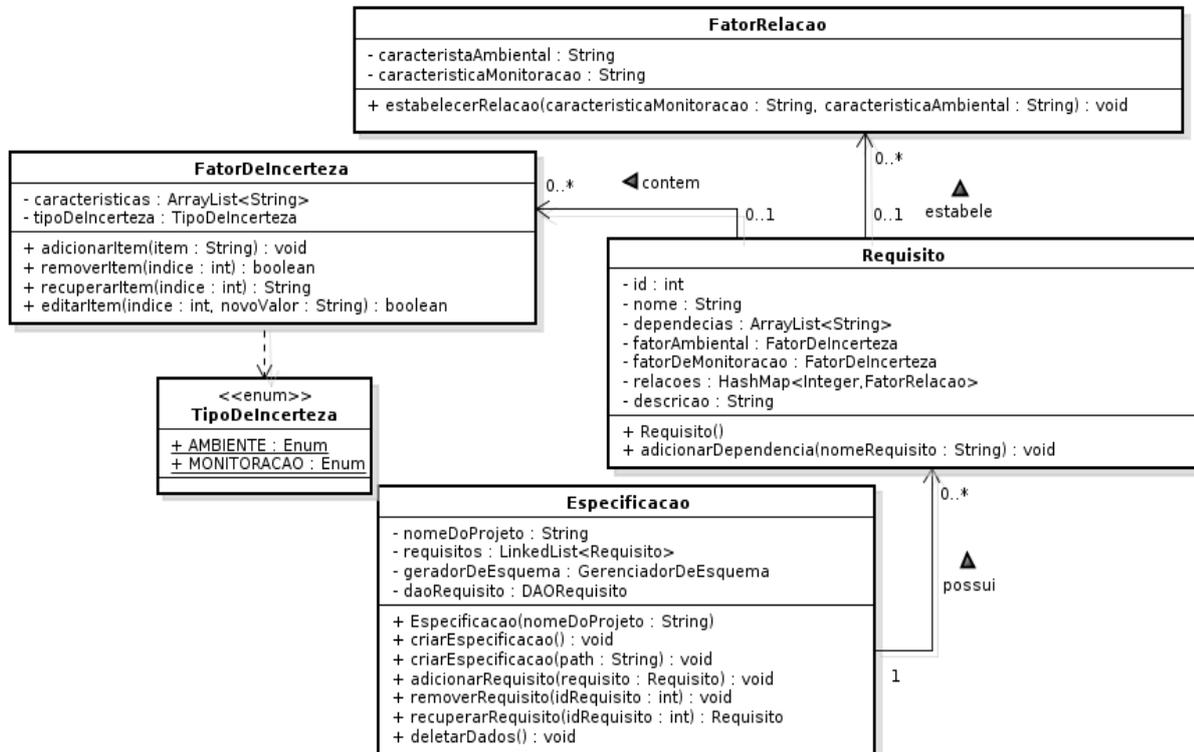 FatorRelacao
- caracteristaAmbiental : String
- caracteristicaMonitoracao : String
+ estabelecerRelacao(caracteristicaMonitoracao : String, caracteristicaAmbiental : String) : void
FatorDeIncerteza
- caracteristicas : ArrayList<String>
- tipoDeIncerteza : TipoDeIncerteza
+ adicionarItem(item : String) : void
+ removerItem(indice : int) : boolean
+ recuperarItem(indice : int) : String
+ editarItem(indice : int, novoValor : String) : boolean
0..*
contem
0..1
0..*
0..1
estabele
Requisito
- id : int
- nome : String
- dependecias : ArrayList<String>
- fatorAmbiental : FatorDeIncerteza
- fatorDeMonitoracao : FatorDeIncerteza
- relacoes : HashMap<Integer,FatorRelacao>
- descricao : String
+ Requisito()
+ adicionarDependencia(nomeRequisito : String) : void
<<enum>>
TipoDeIncerteza
+ AMBIENTE : Enum
+ MONITORACAO : Enum
Especificacao
- nomeDoProjeto : String
- requisitos : LinkedList<Requisito>
- geradorDeEsquema : GerenciadorDeEsquema
- daoRequisito : DAORequisito
+ Especificacao(nomeDoProjeto : String)
+ criarEspecificacao() : void
+ criarEspecificacao(path : String) : void
+ adicionarRequisito(requisito : Requisito) : void
+ removerRequisito(idRequisito : int) : void
+ recuperarRequisito(idRequisito : int) : Requisito
+ deletarDados() : void
0..*
possui
1